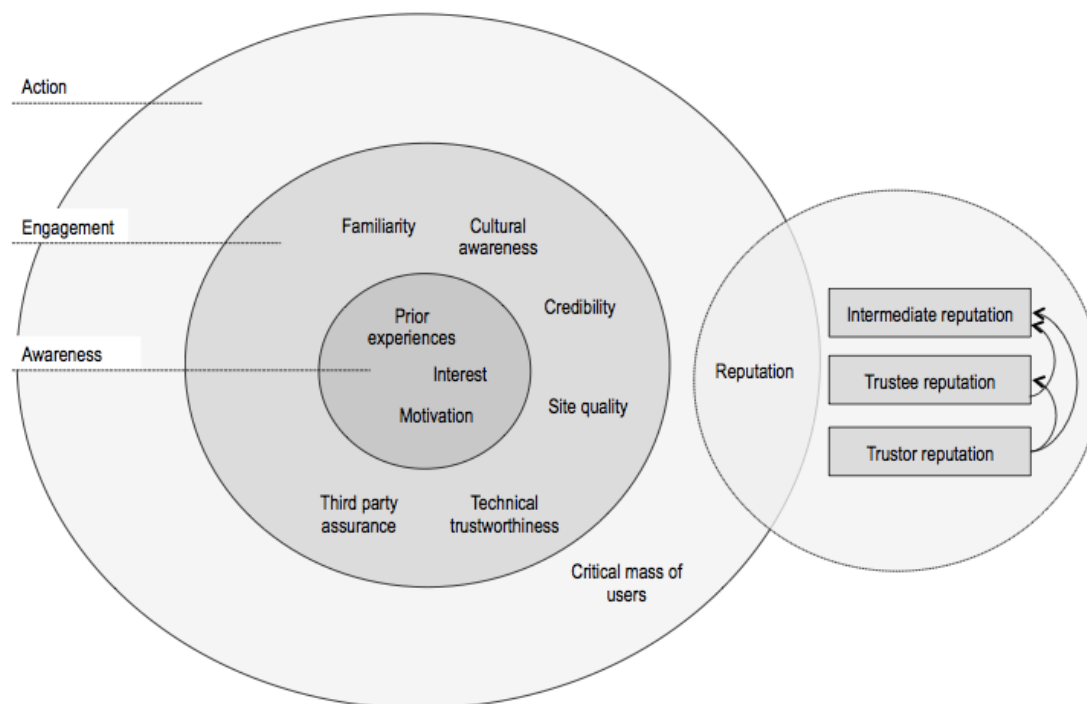 Action
Engagement
Awareness
Familiarity
Cultural
awareness
Credibility
Prior
experiences
Interest
Motivation
Site quality
Third party
assurance
Technical
trustworthiness
Critical mass of
users
Reputation
Intermediate reputation
Trustee reputation
Trustor reputation